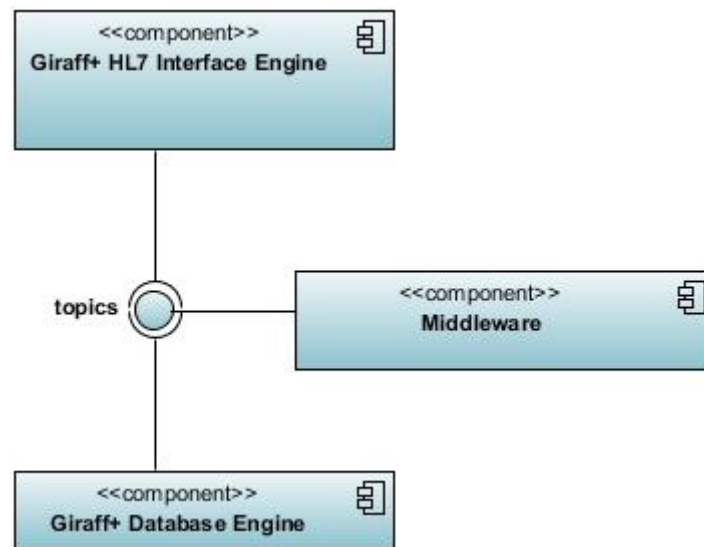 <<component>>
Giraff+ HL7 Interface Engine
topics
<<component>>
Middleware
<<component>>
Giraff+ Database Engine